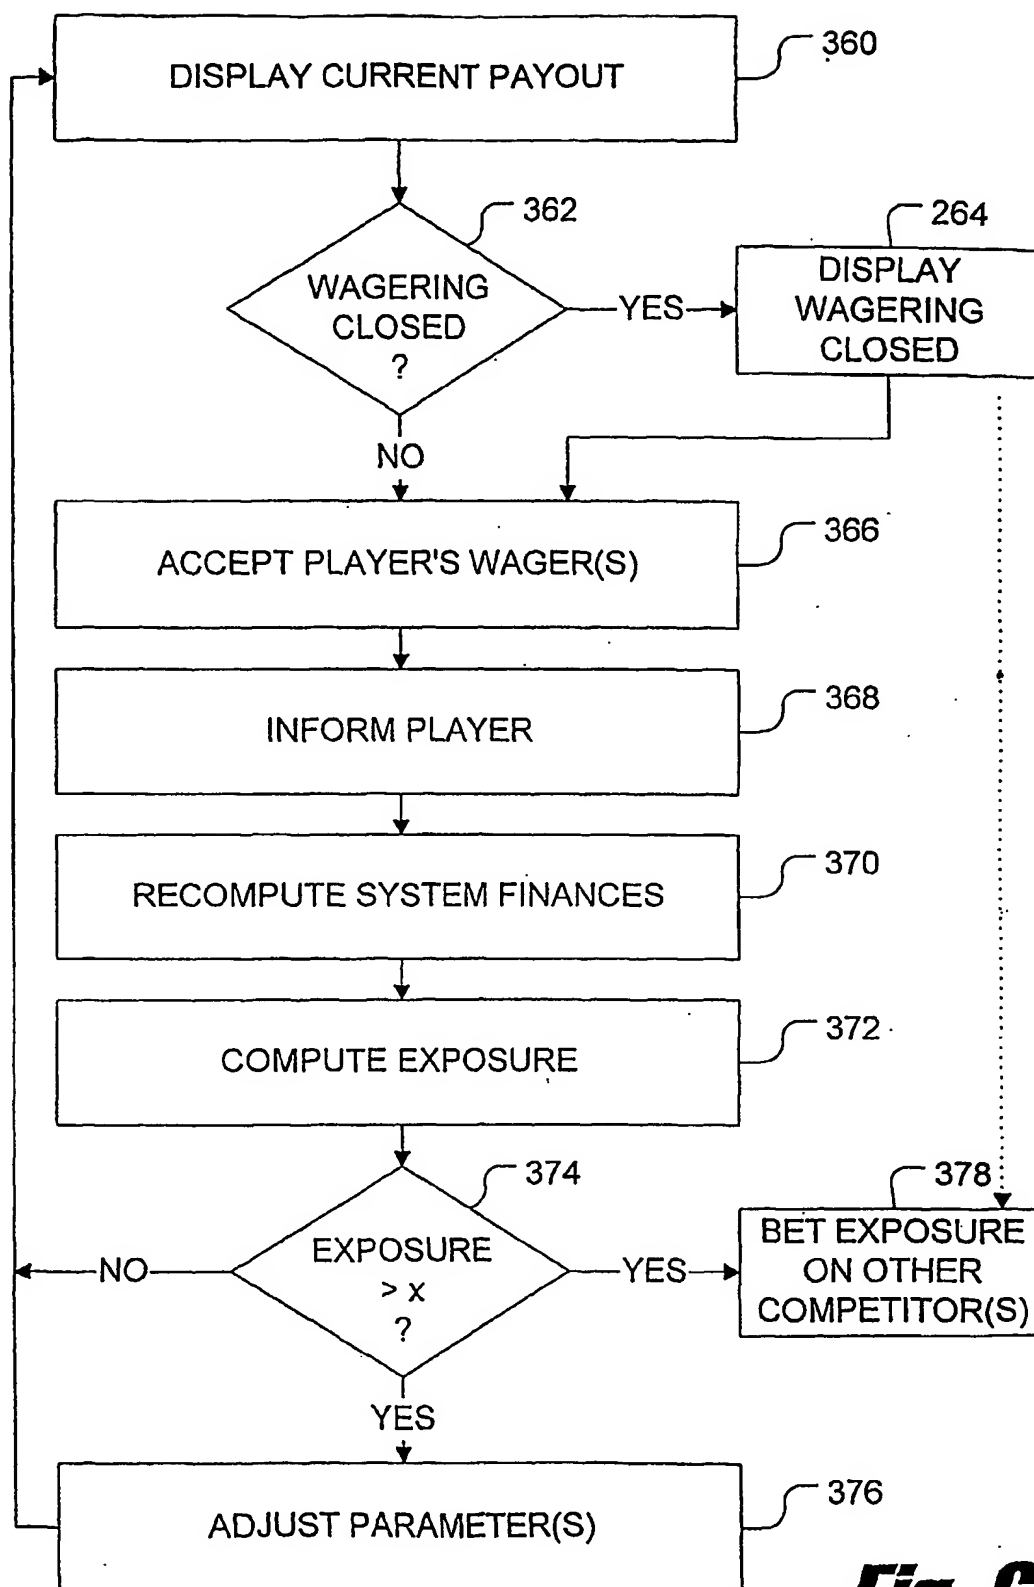 DISPLAY CURRENT PAYOUT
360
362
WAGERING
CLOSED
?
YES
264
DISPLAY
WAGERING
CLOSED
NO
ACCEPT PLAYER'S WAGER(S)
366
INFORM PLAYER
368
RECOMPUTE SYSTEM FINANCES
370
COMPUTE EXPOSURE
372
374
EXPOSURE
> x
?
NO
YES
378
BET EXPOSURE
ON OTHER
COMPETITOR(S)
YES
ADJUST PARAMETER(S)
376
Fig.